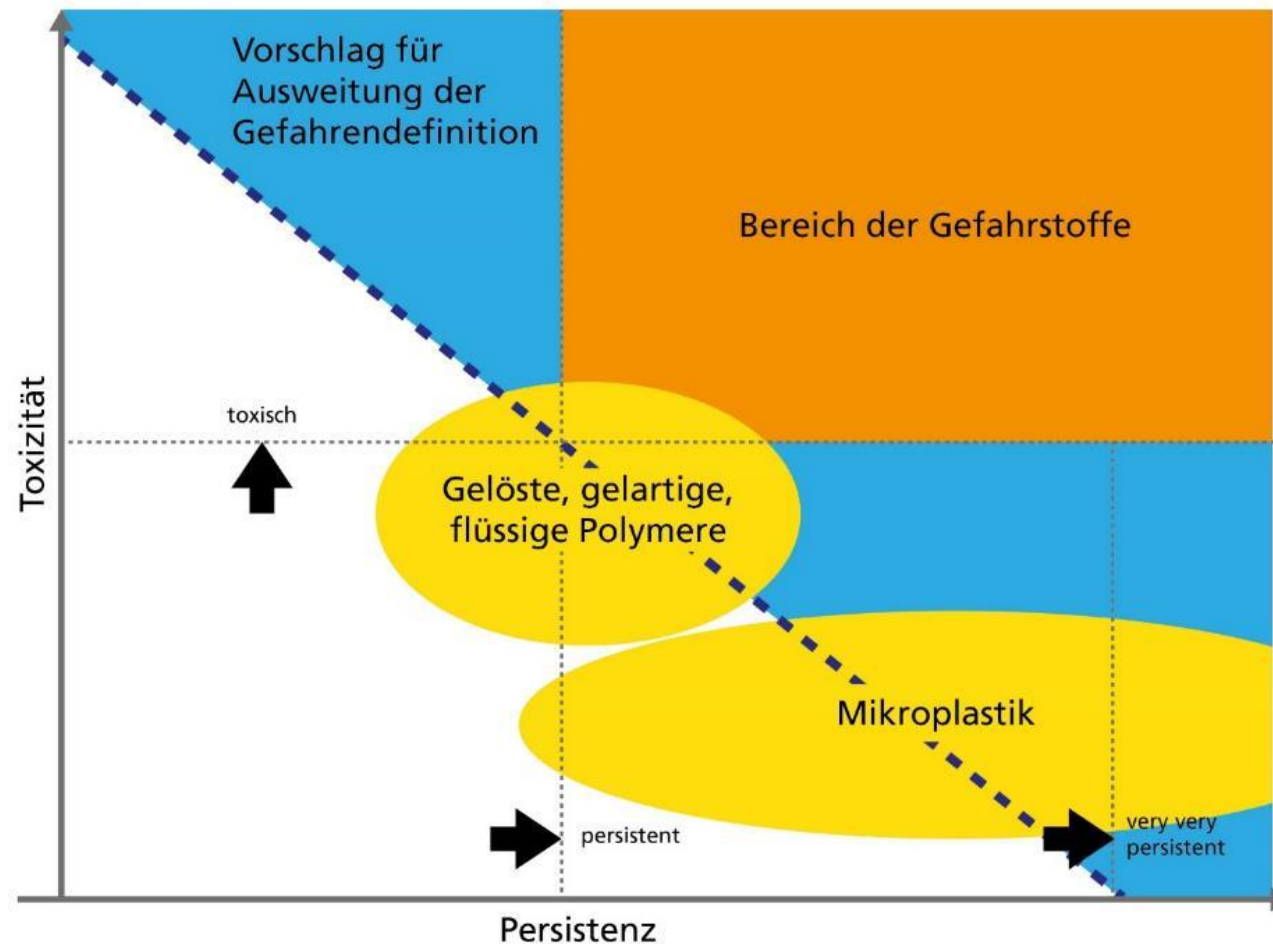 Vorschlag für
Ausweitung der
Gefahrendefinition
Bereich der Gefahrstoffe
Toxizität
toxisch
Gelöste, gelartige,
flüssige Polymere
Mikroplastik
persistent
very very
persistent
Persistenz